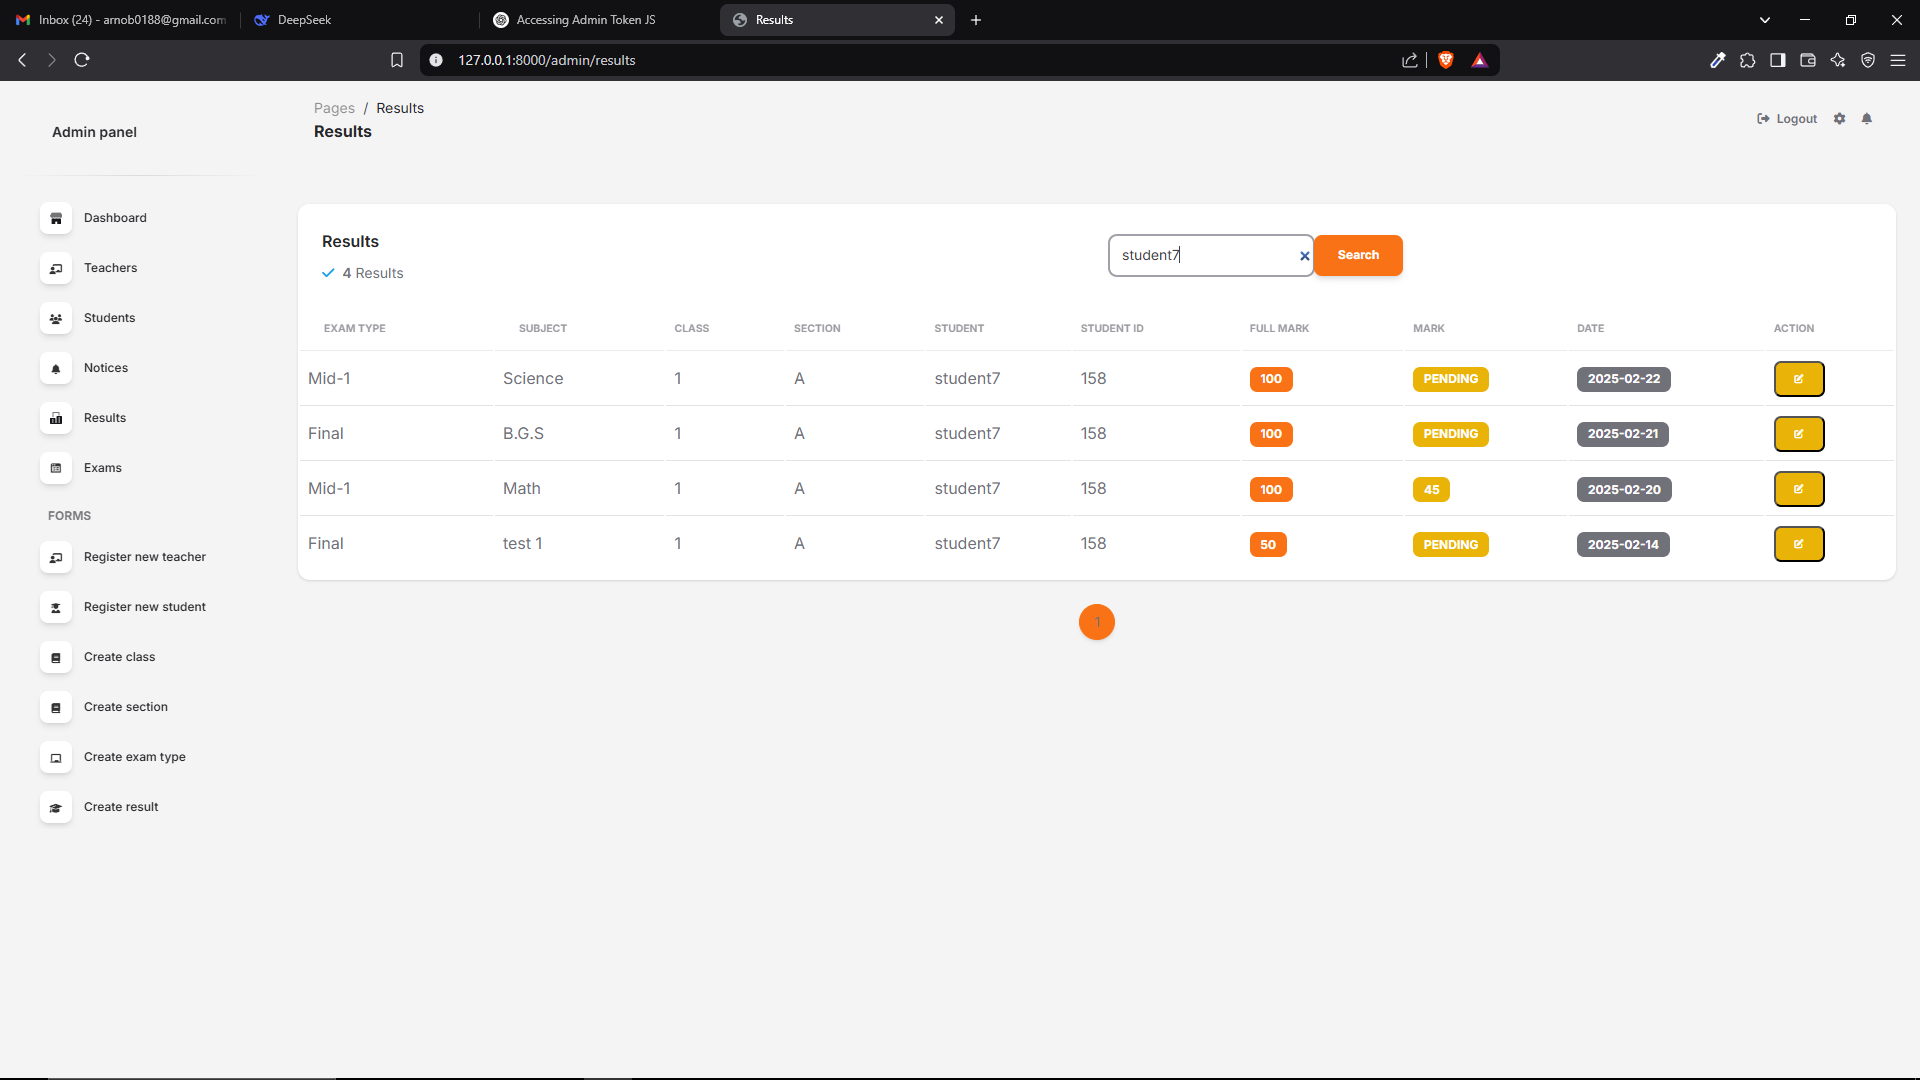 Inbox (24) - arnob0188@gmail.com
DeepSeek
Accessing Admin Token JS
Results
127.0.0.1:8000/admin/results
Admin panel
Pages / Results
Results
Logout
Dashboard
Teachers
Students
Notices
Results
Exams
FORMS
Register new teacher
Register new student
Create class
Create section
Create exam type
Create result
Results
4 Results
student7
Search
EXAM TYPE SUBJECT CLASS SECTION STUDENT STUDENT ID FULL MARK MARK DATE ACTION
Mid-1 Science 1 A student7 158 100 PENDING 2025-02-22
Final B.G.S 1 A student7 158 100 PENDING 2025-02-21
Mid-1 Math 1 A student7 158 100 45 2025-02-20
Final test 1 1 A student7 158 50 PENDING 2025-02-14
1